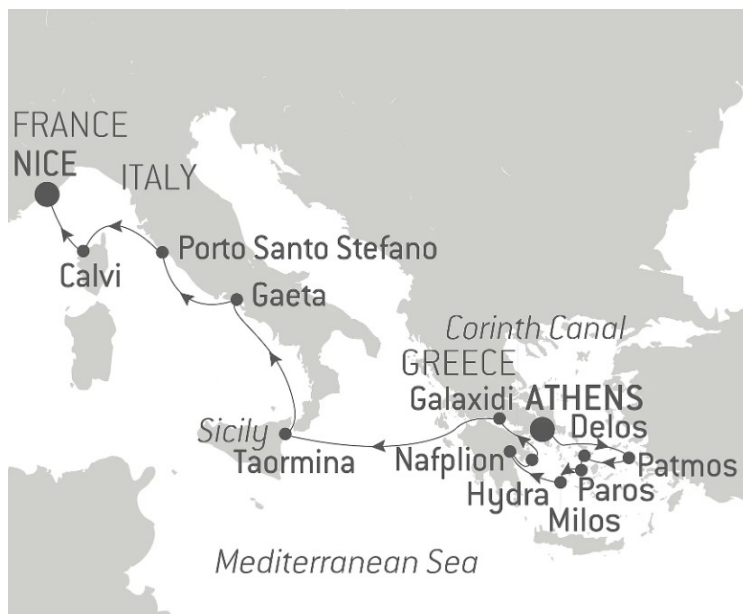 FRANCE
NICE
ITALY
Porto Santo Stefano
Calvi
Gaeta
Corinth Canal
GREECE
Galaxidi
ATHENS
Delos
Sicily
Taormina
Nafplion
Patmos
Hydra
Paros
Milos
Mediterranean Sea